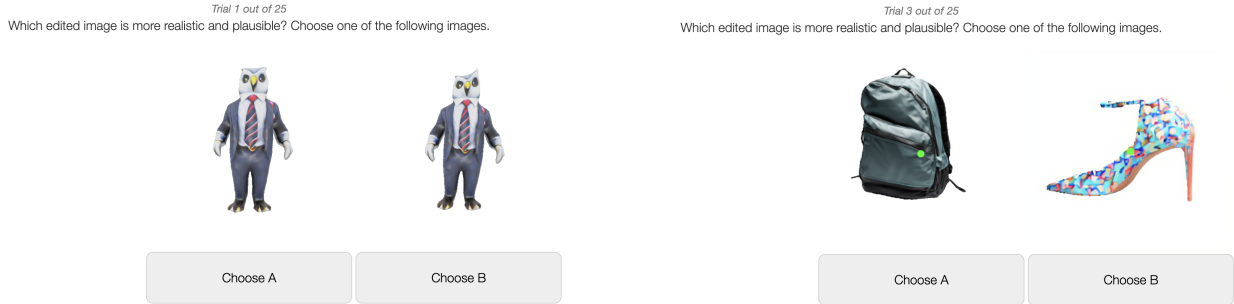 Trial 1 out of 25
Which edited image is more realistic and plausible? Choose one of the following images.
Choose A
Choose B
Trial 3 out of 25
Which edited image is more realistic and plausible? Choose one of the following images.
Choose A
Choose B